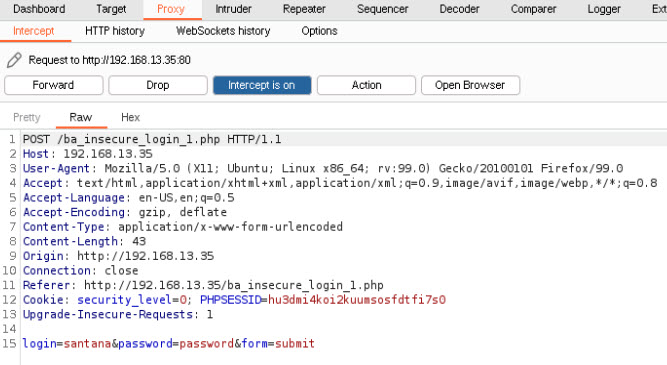 Dashboard Target Proxy Intruder Repeater Sequencer Decoder Comparer Logger Ext
Intercept HTTP history WebSockets history Options
Request to http://192.168.13.35:80
Forward Drop Intercept is on Action Open Browser
Pretty Raw Hex
1 POST /ba_insecure_login_1.php HTTP/1.1
2 Host: 192.168.13.35
3 User-Agent: Mozilla/5.0 (X11; Ubuntu; Linux x86_64; rv:99.0) Gecko/20100101 Firefox/99.0
4 Accept: text/html,application/xhtml+xml,application/xml;q=0.9,image/avif,image/webp,*/*;q=0.8
5 Accept-Language: en-US,en;q=0.5
6 Accept-Encoding: gzip, deflate
7 Content-Type: application/x-www-form-urlencoded
8 Content-Length: 43
9 Origin: http://192.168.13.35
10 Connection: close
11 Referer: http://192.168.13.35/ba_insecure_login_1.php
12 Cookie: security_level=0; PHPSESSID=hu3dmi4koi2kuumsosfdtfi7s0
13 Upgrade-Insecure-Requests: 1
14
15 login=santana&password=password&form=submit